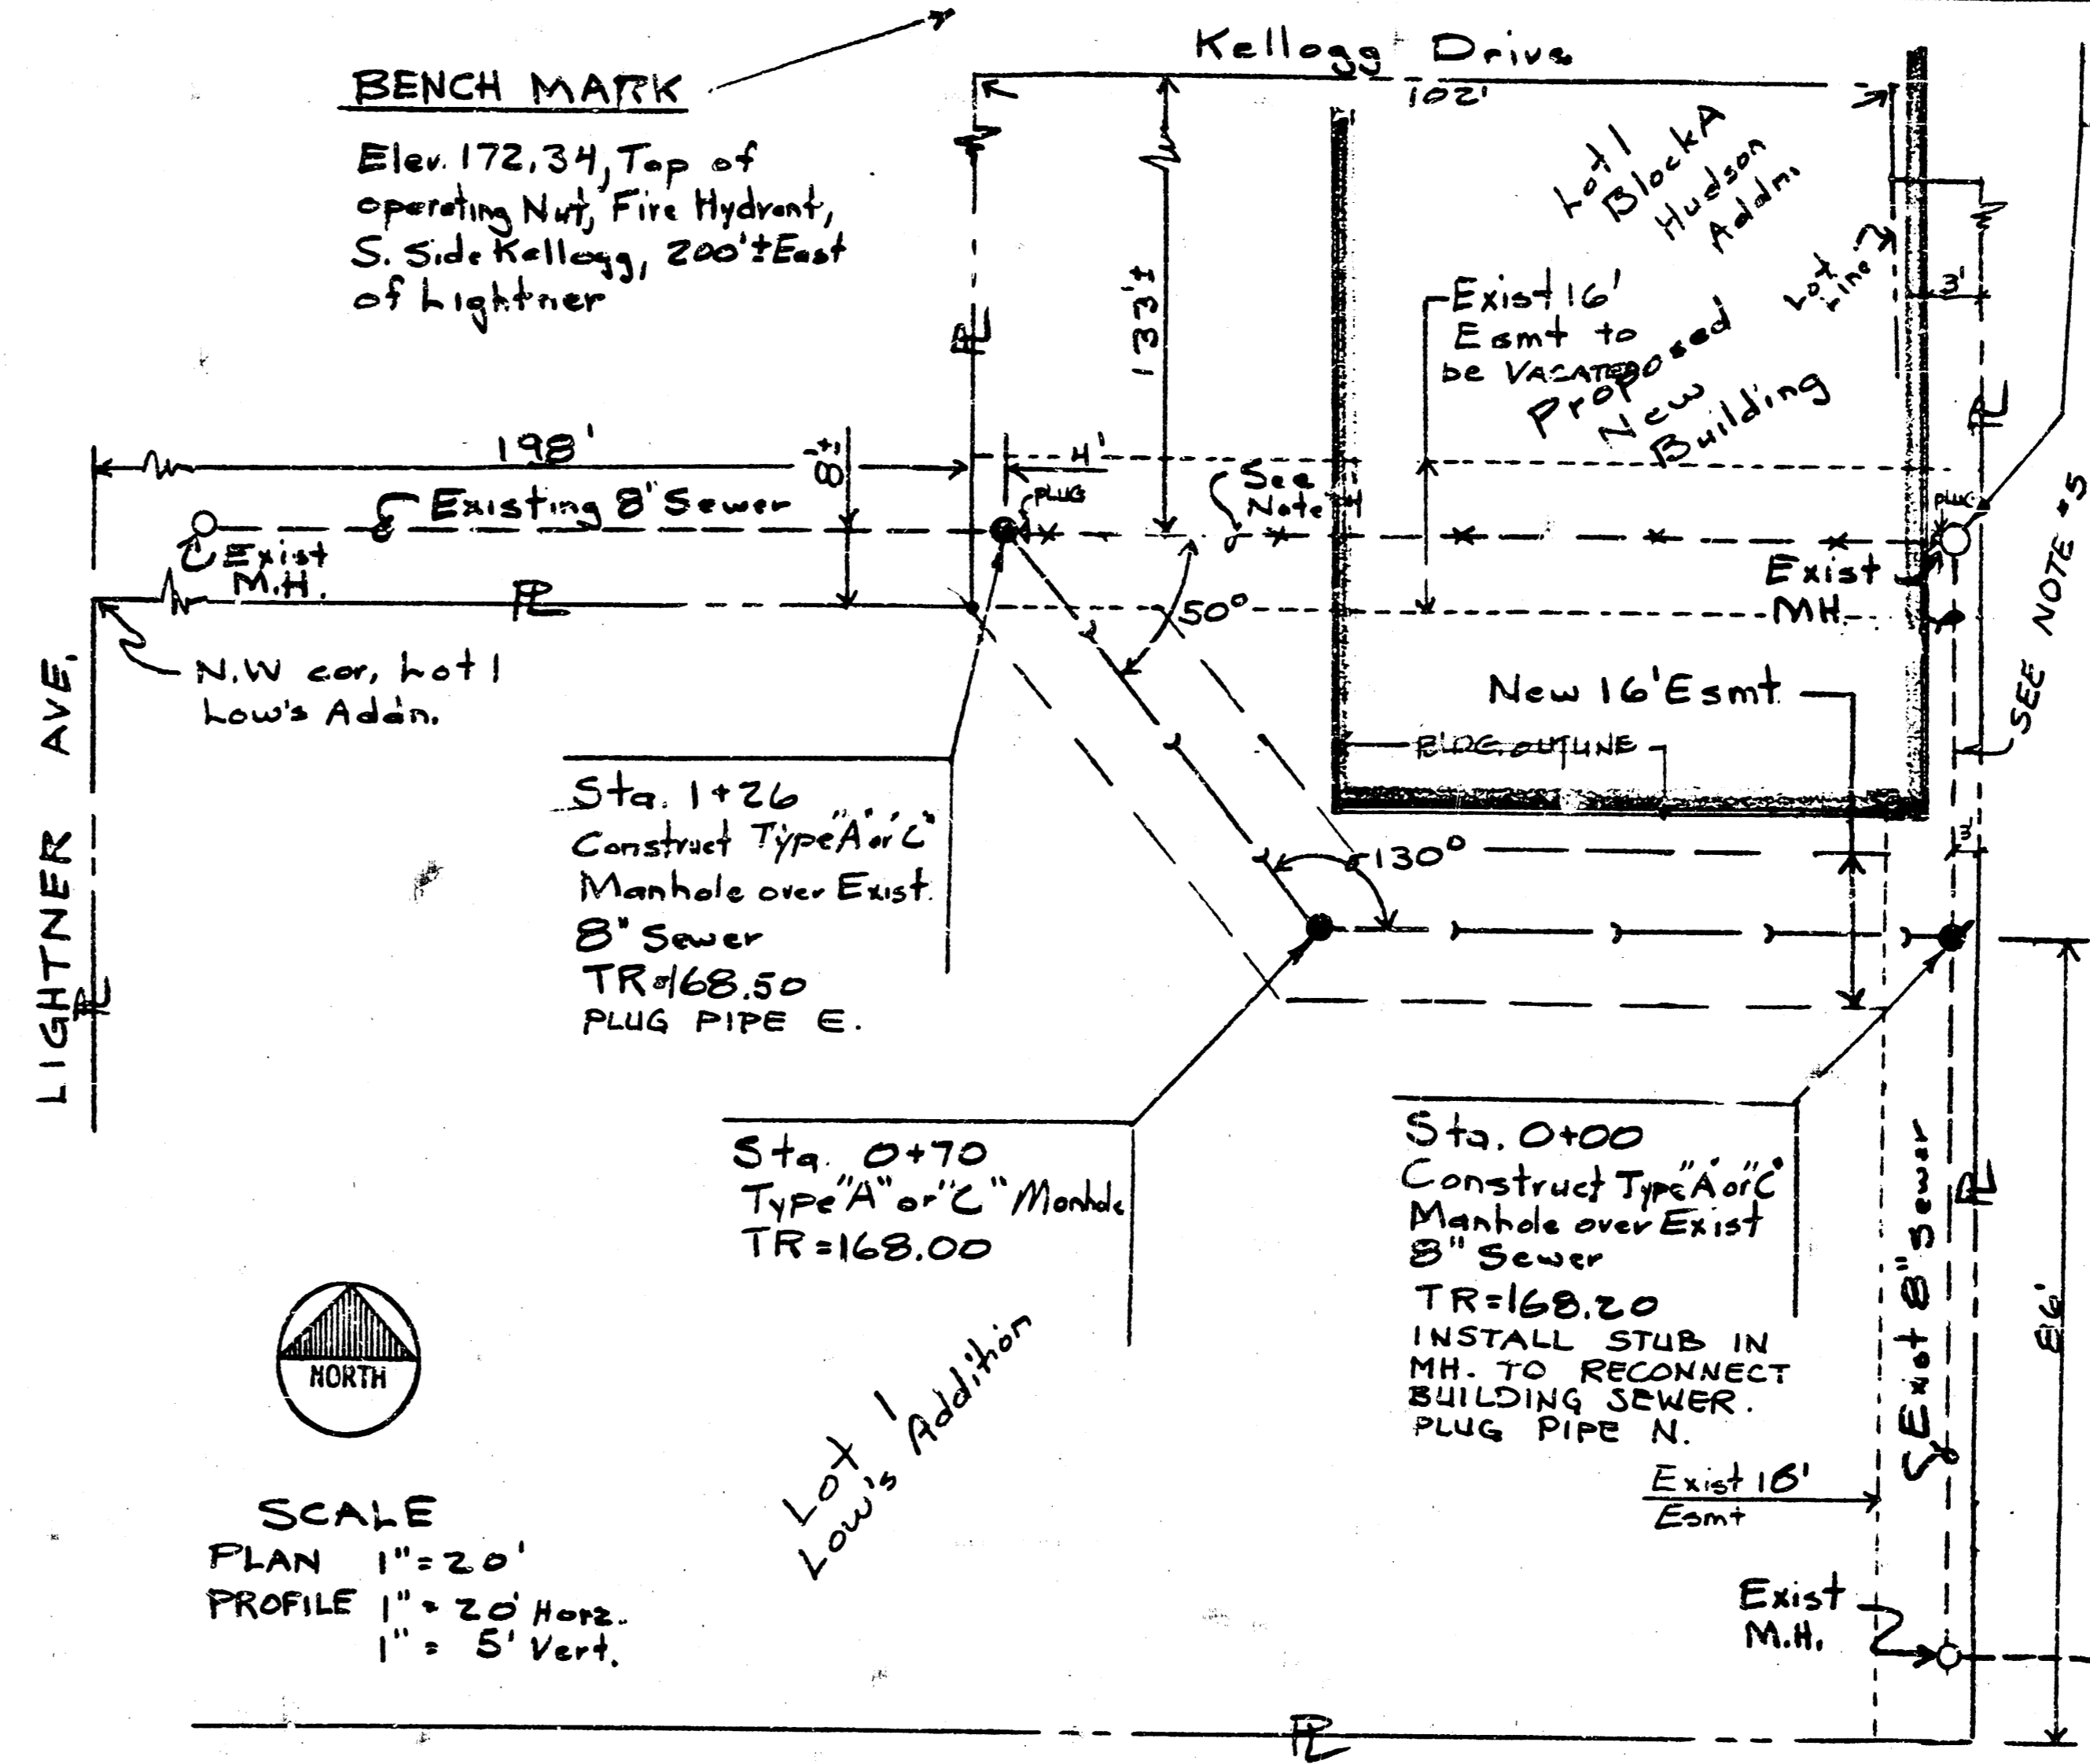 Kellogg Drive
102'
BENCH MARK
Elev. 172.34, Top of
operating Nut, Fire Hydrant,
S. Side Kellogg, 200'± East
of Lightner
Lot 1
Block A
Hudson
Addn.
Lot
Line
3'
133'±
Exist 16'
Esmt to
be VACATED
Proposed
New
Building
PL
PL
198'
8'±
4'
PLUG
See
Note
PLUG
Existing 8" Sewer
Exist
M.H.
Exist
MH.
SEE NOTE #5
PL
50°
N.W cor, Lot 1
Low's Addn.
New 16' Esmt
BLDG. OUTLINE
LIGHTNER AVE.
PL
Sta. 1+26
Construct Type "A" or "C"
Manhole over Exist.
8" Sewer
TR=168.50
PLUG PIPE E.
130°
3'
Sta. 0+70
Type "A" or "C" Manhole
TR=168.00
Sta. 0+00
Construct Type "A" or "C"
Manhole over Exist
8" Sewer
TR=168.20
INSTALL STUB IN
MH. TO RECONNECT
BUILDING SEWER.
PLUG PIPE N.
Exist 8" Sewer
PL
86'
NORTH
Lot 1
Low's Addition
Exist 16'
Esmt
SCALE
PLAN 1"=20'
PROFILE 1"=20' Horz.
1"= 5' Vert.
Exist
M.H.
PL